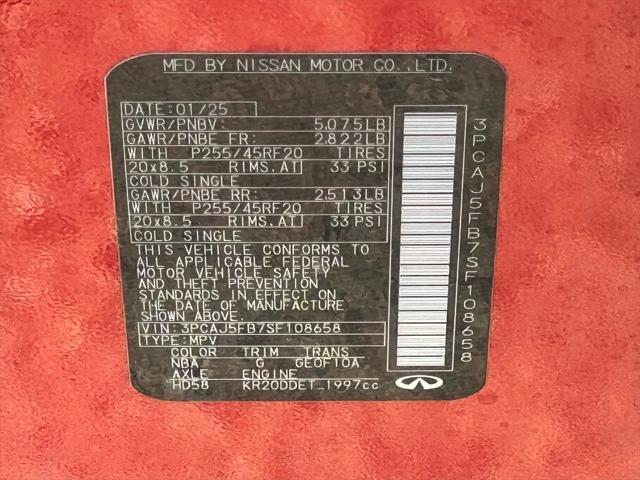 MFD BY NISSAN MOTOR CO.,LTD.
DATE:01/25
GVWR/PNBV: 5,075LB
GAWR/PNBE FR: 2,822LB
WITH P255/45RF20 TIRES
20x8.5 RIMS.AT 33 PSI
COLD SINGLE
GAWR/PNBE RR: 2,513LB
WITH P255/45RF20 TIRES
20x8.5 RIMS.AT 33 PSI
COLD SINGLE
THIS VEHICLE CONFORMS TO
ALL APPLICABLE FEDERAL
MOTOR VEHICLE SAFETY
AND THEFT PREVENTION
STANDARDS IN EFFECT ON
THE DATE OF MANUFACTURE
SHOWN ABOVE.
VIN:3PCAJ5FB7SF108658
TYPE:MPV
COLOR TRIM TRANS
NBA G GE0F10A
AXLE ENGINE
HD58 KR20DDET 1997cc
3PCAJ5FB7SF108658